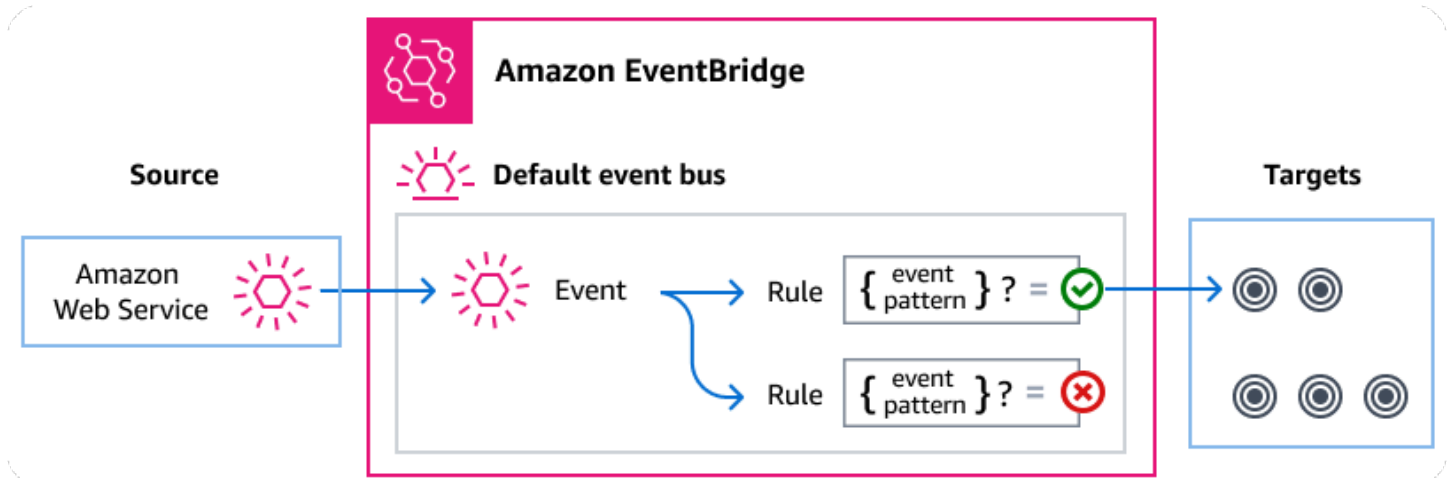 Amazon EventBridge
Source
Default event bus
Targets
Amazon
Web Service
Event
Rule
{ event
pattern } ? =
Rule
{ event
pattern } ? =